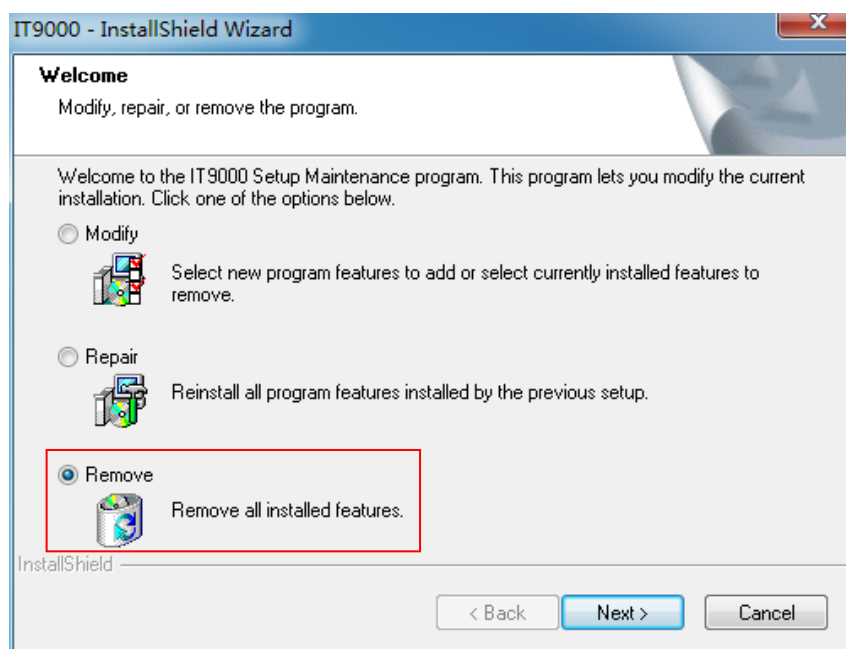 IT9000 - InstallShield Wizard
Welcome
Modify, repair, or remove the program.
Welcome to the IT9000 Setup Maintenance program. This program lets you modify the current
installation. Click one of the options below.
Modify
Select new program features to add or select currently installed features to
remove.
Repair
Reinstall all program features installed by the previous setup.
Remove
Remove all installed features.
InstallShield
< Back
Next >
Cancel